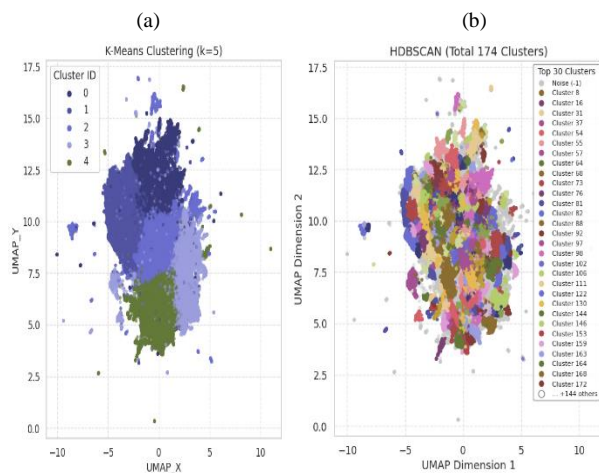 (a)
(b)
K-Means Clustering (k=5)
Cluster ID
0
1
2
3
4
17.5
15.0
12.5
10.0
7.5
5.0
2.5
0.0
UMAP_Y
−10
−5
0
5
10
UMAP_X
HDBSCAN (Total 174 Clusters)
Top 30 Clusters
Noise (-1)
Cluster 8
Cluster 16
Cluster 31
Cluster 37
Cluster 54
Cluster 55
Cluster 57
Cluster 64
Cluster 68
Cluster 73
Cluster 76
Cluster 81
Cluster 82
Cluster 88
Cluster 92
Cluster 97
Cluster 98
Cluster 102
Cluster 106
Cluster 111
Cluster 122
Cluster 130
Cluster 144
Cluster 146
Cluster 153
Cluster 159
Cluster 163
Cluster 164
Cluster 168
Cluster 172
... +144 others
17.5
15.0
12.5
10.0
7.5
5.0
2.5
0.0
UMAP Dimension 2
−10
−5
0
5
10
UMAP Dimension 1